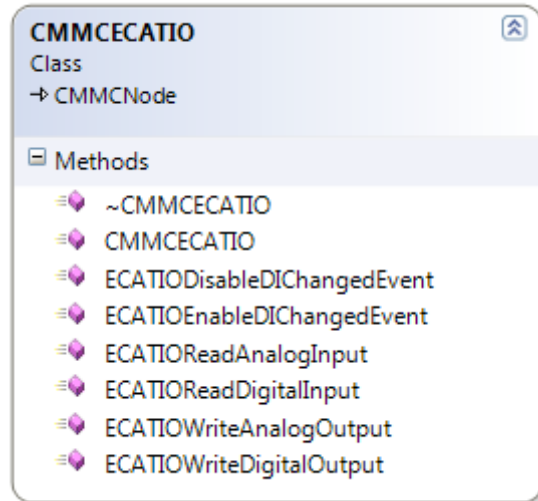 CMMCECATIO
Class
CMMCNode
Methods
~CMMCECATIO
CMMCECATIO
ECATIODisableDIChangedEvent
ECATIOEnableDIChangedEvent
ECATIOReadAnalogInput
ECATIOReadDigitalInput
ECATIOWriteAnalogOutput
ECATIOWriteDigitalOutput